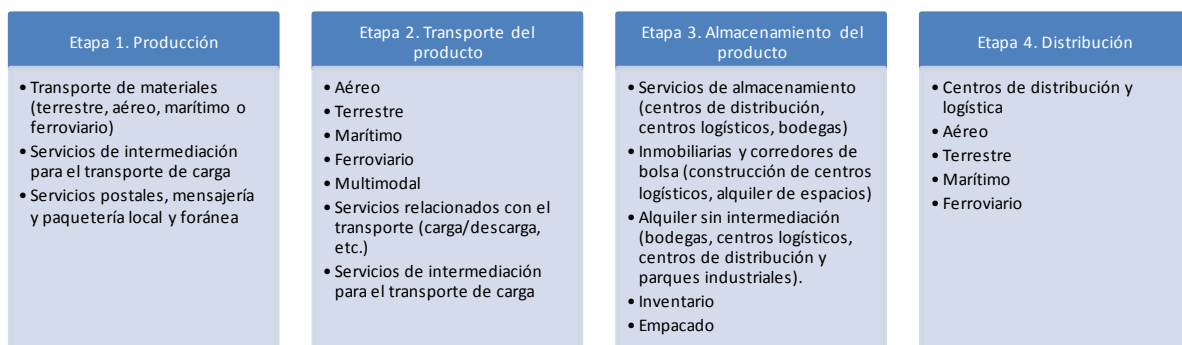 Etapa 1. Producción
• Transporte de materiales
(terrestre, aéreo, marítimo o
ferroviario)
• Servicios de intermediación
para el transporte de carga
• Servicios postales, mensajería
y paquetería local y foránea
Etapa 2. Transporte del
producto
• Aéreo
• Terrestre
• Marítimo
• Ferroviario
• Multimodal
• Servicios relacionados con el
transporte (carga/descarga,
etc.)
• Servicios de intermediación
para el transporte de carga
Etapa 3. Almacenamiento del
producto
• Servicios de almacenamiento
(centros de distribución,
centros logísticos, bodegas)
• Inmobiliarias y corredores de
bolsa (construcción de centros
logísticos, alquiler de espacios)
• Alquiler sin intermediación
(bodegas, centros logísticos,
centros de distribución y
parques industriales).
• Inventario
• Empacado
Etapa 4. Distribución
• Centros de distribución y
logística
• Aéreo
• Terrestre
• Marítimo
• Ferroviario